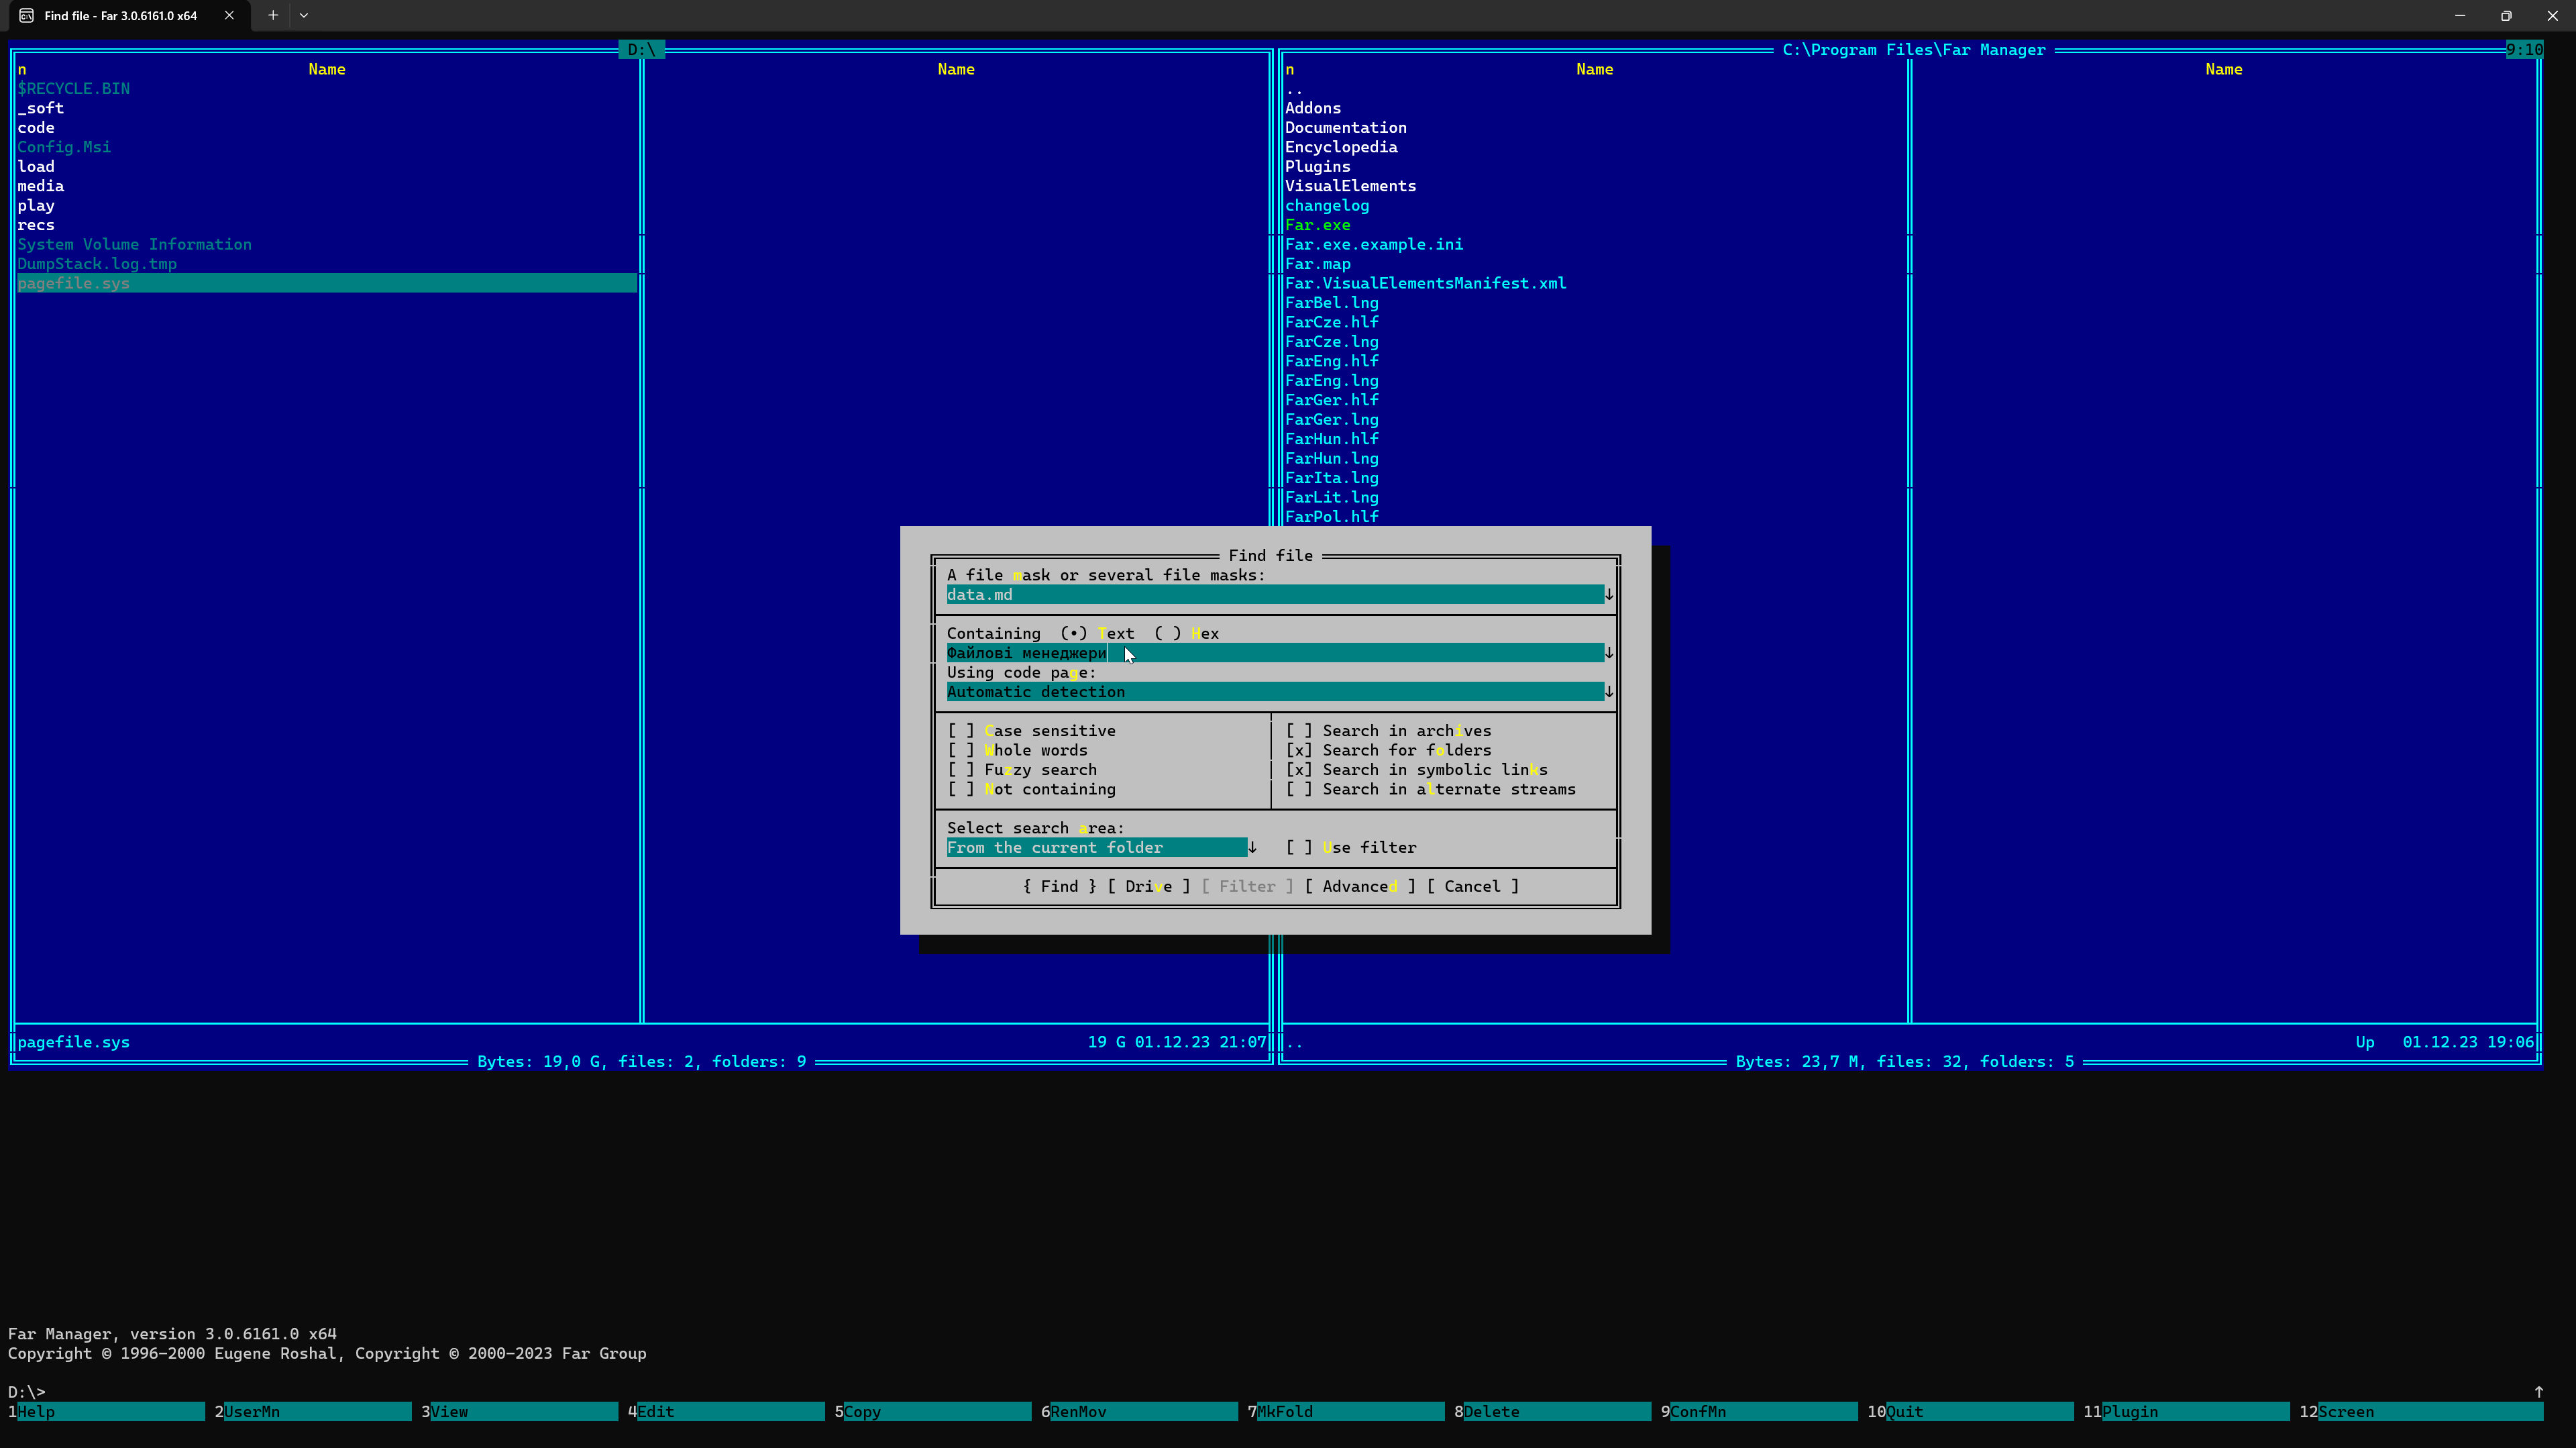 Find file - Far 3.0.6161.0 x64
D:\
C:\Program Files\Far Manager
9:10
n Name Name
$RECYCLE.BIN
_soft
code
Config.Msi
load
media
play
recs
System Volume Information
DumpStack.log.tmp
pagefile.sys
n Name Name
..
Addons
Documentation
Encyclopedia
Plugins
VisualElements
changelog
Far.exe
Far.exe.example.ini
Far.map
Far.VisualElementsManifest.xml
FarBel.lng
FarCze.hlf
FarCze.lng
FarEng.hlf
FarEng.lng
FarGer.hlf
FarGer.lng
FarHun.hlf
FarHun.lng
FarIta.lng
FarLit.lng
FarPol.hlf
Find file
A file mask or several file masks:
data.md
Containing (•) Text ( ) Hex
Файлові менеджери
Using code page:
Automatic detection
[ ] Case sensitive
[ ] Whole words
[ ] Fuzzy search
[ ] Not containing
[ ] Search in archives
[x] Search for folders
[x] Search in symbolic links
[ ] Search in alternate streams
Select search area:
From the current folder
[ ] Use filter
{ Find } [ Drive ] [ Filter ] [ Advanced ] [ Cancel ]
pagefile.sys 19 G 01.12.23 21:07
Bytes: 19,0 G, files: 2, folders: 9
.. Up 01.12.23 19:06
Bytes: 23,7 M, files: 32, folders: 5
Far Manager, version 3.0.6161.0 x64
Copyright © 1996-2000 Eugene Roshal, Copyright © 2000-2023 Far Group
D:\>
1Help 2UserMn 3View 4Edit 5Copy 6RenMov 7MkFold 8Delete 9ConfMn 10Quit 11Plugin 12Screen